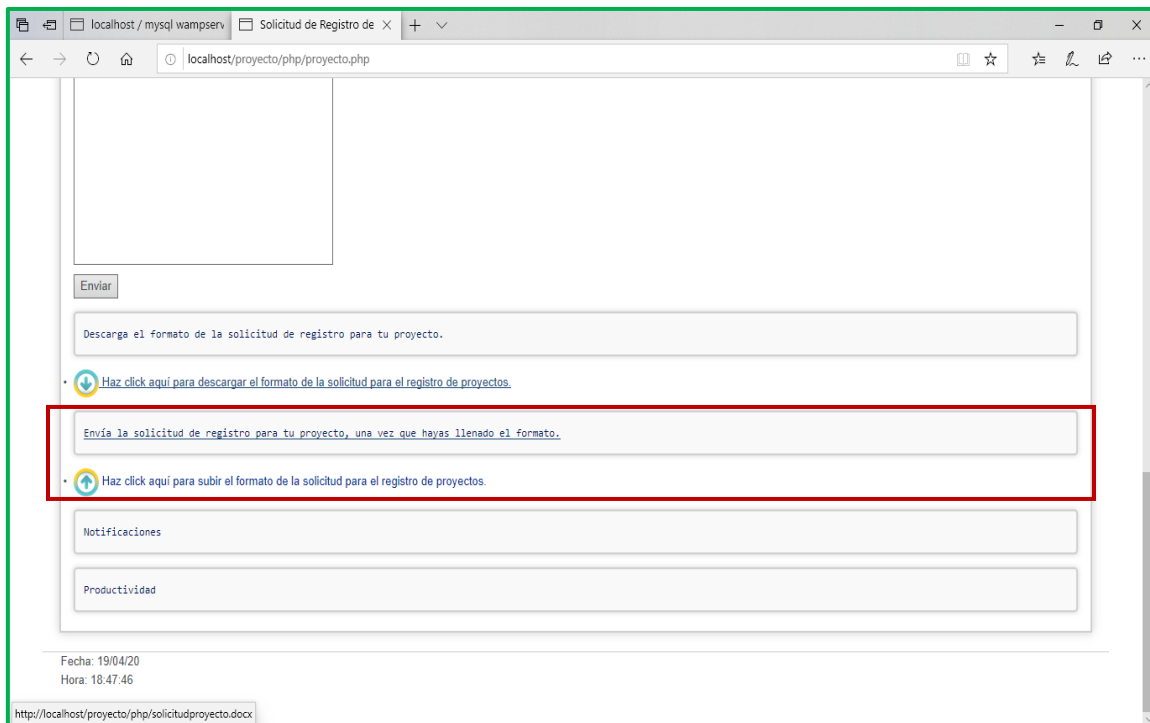 localhost / mysql wampserv
Solicitud de Registro de
localhost/proyecto/php/proyecto.php
Enviar
Descarga el formato de la solicitud de registro para tu proyecto.
Haz click aquí para descargar el formato de la solicitud para el registro de proyectos.
Envía la solicitud de registro para tu proyecto, una vez que hayas llenado el formato.
Haz click aquí para subir el formato de la solicitud para el registro de proyectos.
Notificaciones
Productividad
Fecha: 19/04/20
Hora: 18:47:46
http://localhost/proyecto/php/solicitudproyecto.docx